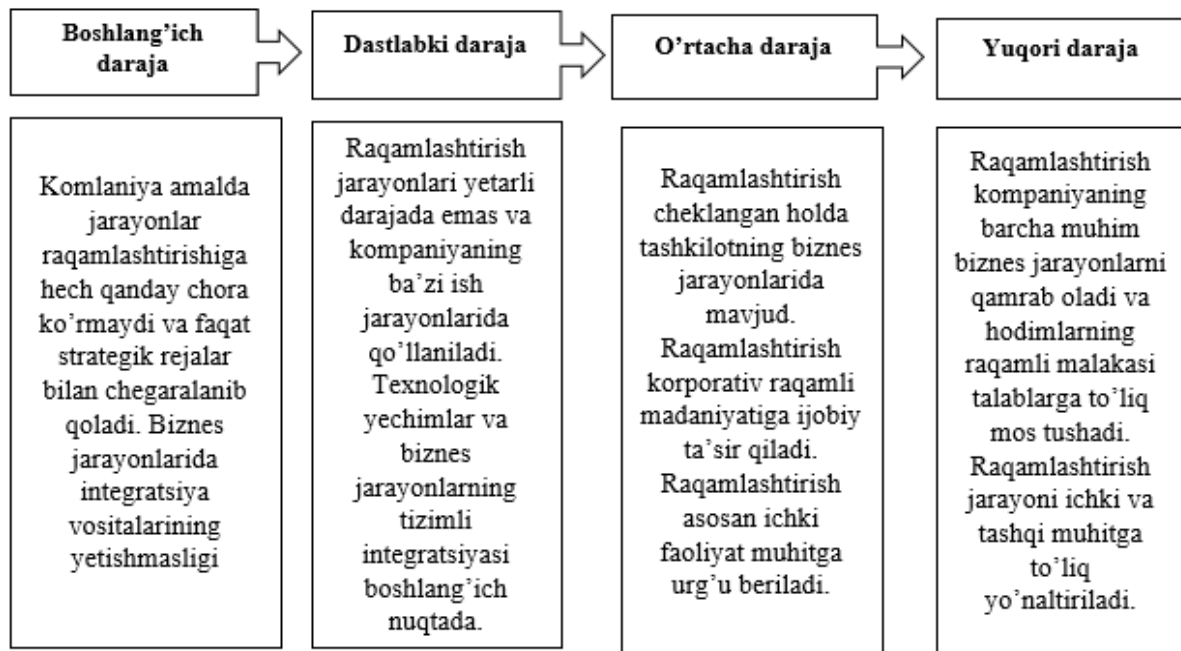 Boshlang’ich
daraja
Dastlabki daraja
O’rtacha daraja
Yuqori daraja
Komlaniya amalda
jarayonlar
raqamlashtirishiga
hech qanday chora
ko’rmaydi va faqat
strategik rejalar
bilan chegaralanib
qoladi. Biznes
jarayonlarida
integratsiya
vositalarining
yetishmasligi
Raqamlashtirish
jarayonlari yetarli
darajada emas va
kompaniyaning
ba’zi ish
jarayonlarida
qo’llaniladi.
Texnologik
yechimlar va
biznes
jarayonlarning
tizimli
integratsiyasi
boshlang’ich
nuqtada.
Raqamlashtirish
cheklangan holda
tashkilotning biznes
jarayonlarida
mavjud.
Raqamlashtirish
korporativ raqamli
madaniyatiga ijobiy
ta’sir qiladi.
Raqamlashtirish
asosan ichki
faoliyat muhitga
urg’u beriladi.
Raqamlashtirish
kompaniyaning
barcha muhim
biznes jarayonlarni
qamrab oladi va
hodimlarning
raqamli malakasi
talablarga to’liq
mos tushadi.
Raqamlashtirish
jarayoni ichki va
tashqi muhitga
to’liq
yo’naltiriladi.